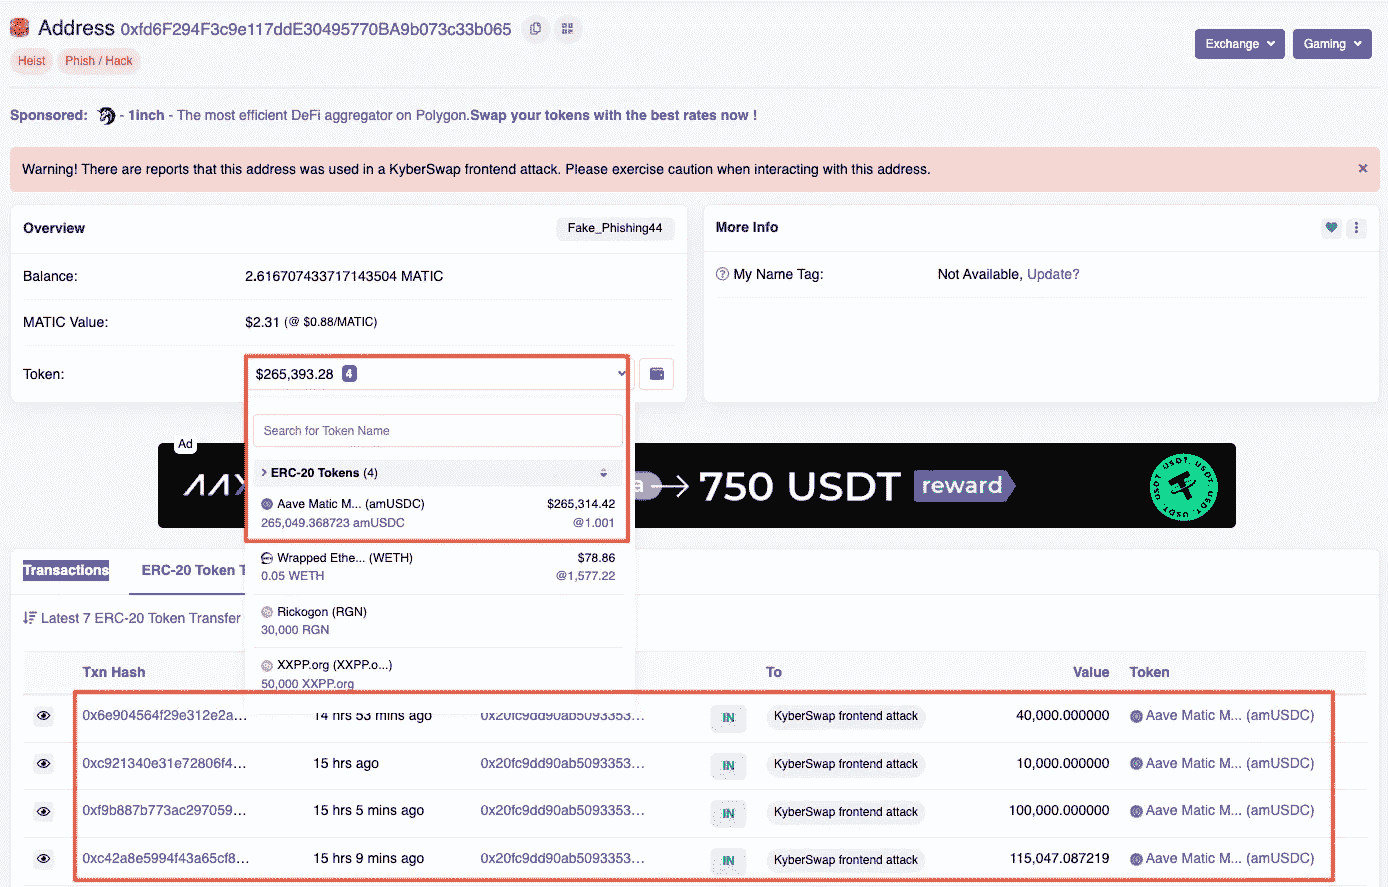 Address 0xfd6F294F3c9e117ddE30495770BA9b073c33b065
Exchange Gaming
Heist Phish / Hack
Sponsored: - 1inch - The most efficient DeFi aggregator on Polygon.Swap your tokens with the best rates now !
Warning! There are reports that this address was used in a KyberSwap frontend attack. Please exercise caution when interacting with this address. ×
Overview Fake_Phishing44
Balance: 2.616707433717143504 MATIC
MATIC Value: $2.31 (@ $0.88/MATIC)
Token: $265,393.28 4
More Info
My Name Tag: Not Available, Update?
Search for Token Name
> ERC-20 Tokens (4)
Aave Matic M... (amUSDC) $265,314.42
265,049.368723 amUSDC @1.001
Wrapped Ethe... (WETH) $78.86
0.05 WETH @1,577.22
Rickogon (RGN)
30,000 RGN
XXPP.org (XXPP.o...)
50,000 XXPP.org
Ad
750 USDT reward
USDT. USDT. USDT. USDT.
Transactions ERC-20 Token T
Latest 7 ERC-20 Token Transfer
Txn Hash To Value Token
0x6e904564f29e312e2a... 14 hrs 53 mins ago 0x20fc9dd90ab5093353... IN KyberSwap frontend attack 40,000.000000 Aave Matic M... (amUSDC)
0xc921340e31e72806f4... 15 hrs ago 0x20fc9dd90ab5093353... IN KyberSwap frontend attack 10,000.000000 Aave Matic M... (amUSDC)
0xf9b887b773ac297059... 15 hrs 5 mins ago 0x20fc9dd90ab5093353... IN KyberSwap frontend attack 100,000.000000 Aave Matic M... (amUSDC)
0xc42a8e5994f43a65cf8... 15 hrs 9 mins ago 0x20fc9dd90ab5093353... IN KyberSwap frontend attack 115,047.087219 Aave Matic M... (amUSDC)